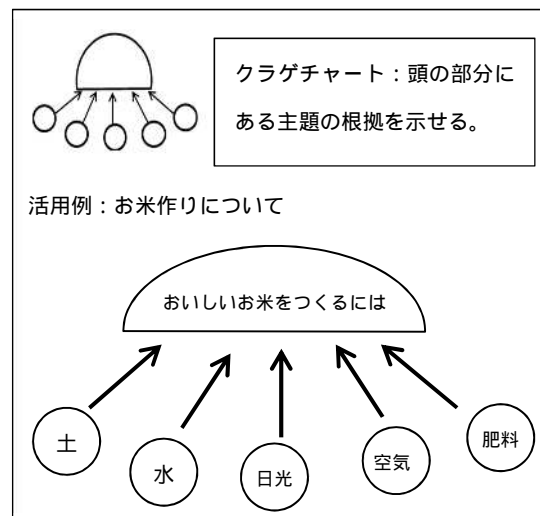 クラゲチャート：頭の部分に
ある主題の根拠を示せる。
活用例：お米作りについて
おいしいお米をつくるには
土
水
日光
空気
肥料